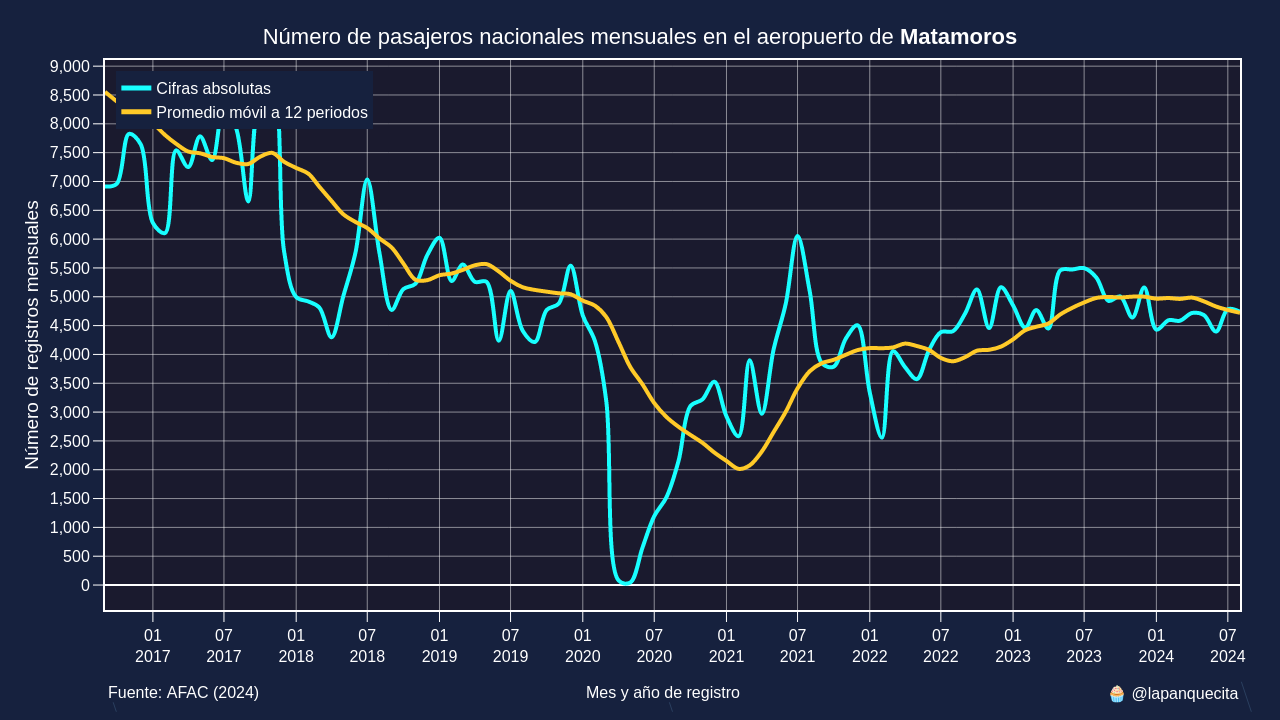 Número de pasajeros nacionales mensuales en el aeropuerto de Matamoros
Cifras absolutas
Promedio móvil a 12 periodos
Número de registros mensuales
9,000
8,500
8,000
7,500
7,000
6,500
6,000
5,500
5,000
4,500
4,000
3,500
3,000
2,500
2,000
1,500
1,000
500
0
01 07 01 07 01 07 01 07 01 07 01 07 01 07 01 07
2017 2017 2018 2018 2019 2019 2020 2020 2021 2021 2022 2022 2023 2023 2024 2024
Fuente: AFAC (2024) Mes y año de registro 🧁 @lapanquecita